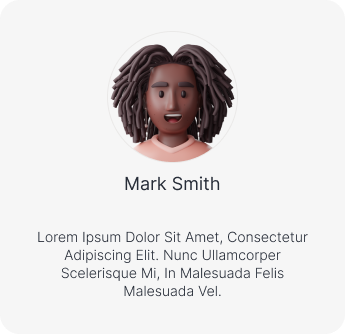 Mark Smith
Lorem Ipsum Dolor Sit Amet, Consectetur
Adipiscing Elit. Nunc Ullamcorper
Scelerisque Mi, In Malesuada Felis
Malesuada Vel.